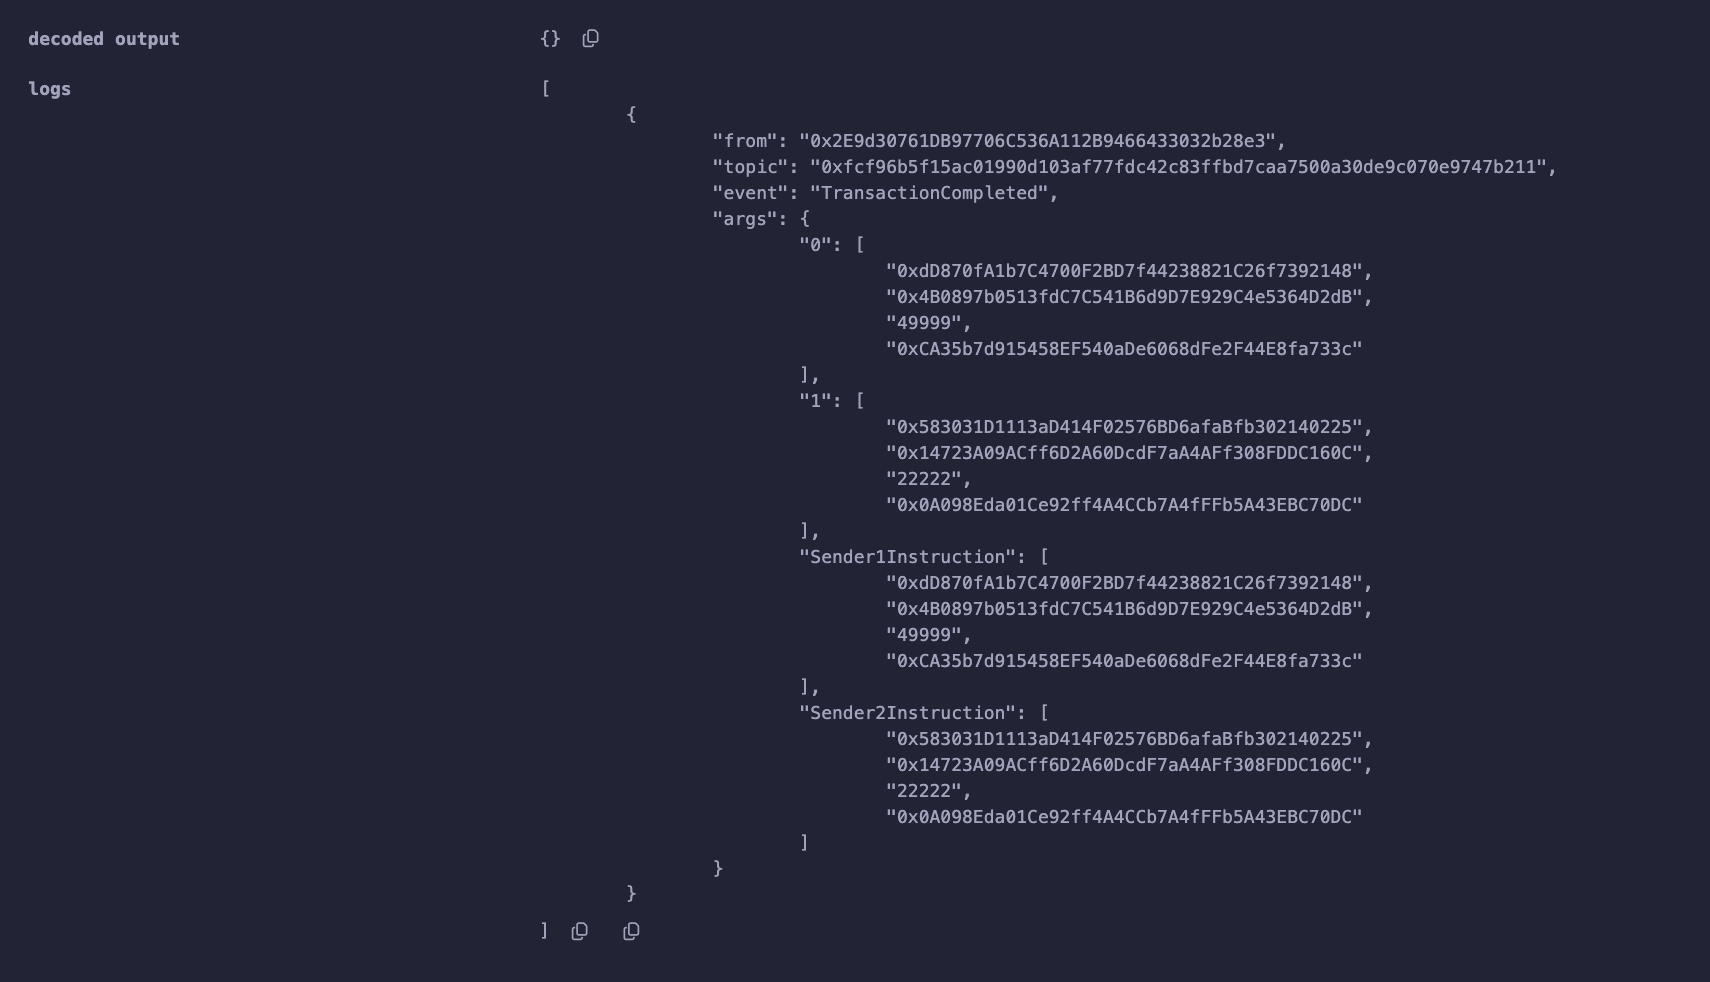 decoded output {}
logs [
{
"from": "0x2E9d30761DB97706C536A112B9466433032b28e3",
"topic": "0xfcf96b5f15ac01990d103af77fdc42c83ffbd7caa7500a30de9c070e9747b211",
"event": "TransactionCompleted",
"args": {
"0": [
"0xdD870fA1b7C4700F2BD7f44238821C26f7392148",
"0x4B0897b0513fdC7C541B6d9D7E929C4e5364D2dB",
"49999",
"0xCA35b7d915458EF540aDe6068dFe2F44E8fa733c"
],
"1": [
"0x583031D1113aD414F02576BD6afaBfb302140225",
"0x14723A09ACff6D2A60DcdF7aA4AFf308FDDC160C",
"22222",
"0x0A098Eda01Ce92ff4A4CCb7A4fFFb5A43EBC70DC"
],
"Sender1Instruction": [
"0xdD870fA1b7C4700F2BD7f44238821C26f7392148",
"0x4B0897b0513fdC7C541B6d9D7E929C4e5364D2dB",
"49999",
"0xCA35b7d915458EF540aDe6068dFe2F44E8fa733c"
],
"Sender2Instruction": [
"0x583031D1113aD414F02576BD6afaBfb302140225",
"0x14723A09ACff6D2A60DcdF7aA4AFf308FDDC160C",
"22222",
"0x0A098Eda01Ce92ff4A4CCb7A4fFFb5A43EBC70DC"
]
}
}
]